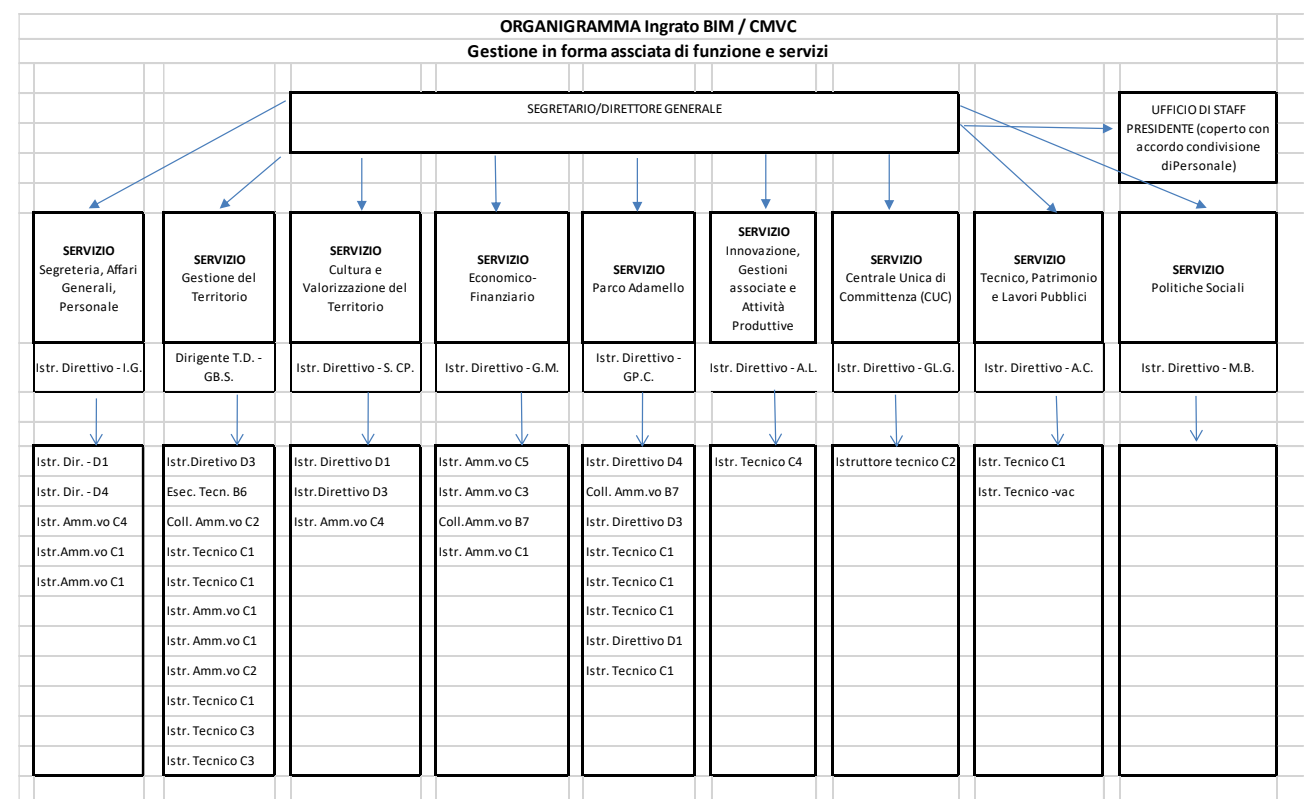 ORGANIGRAMMA Ingrato BIM / CMVC
Gestione in forma assciata di funzione e servizi
SEGRETARIO/DIRETTORE GENERALE
UFFICIO DI STAFF
PRESIDENTE (coperto con
accordo condivisione
diPersonale)
SERVIZIO
Segreteria, Affari
Generali,
Personale
SERVIZIO
Gestione del
Territorio
SERVIZIO
Cultura e
Valorizzazione del
Territorio
SERVIZIO
Economico-
Finanziario
SERVIZIO
Parco Adamello
SERVIZIO
Innovazione,
Gestioni
associate e
Attività
Produttive
SERVIZIO
Centrale Unica di
Committenza (CUC)
SERVIZIO
Tecnico, Patrimonio
e Lavori Pubblici
SERVIZIO
Politiche Sociali
Istr. Direttivo - I.G.
Dirigente T.D. -
GB.S.
Istr. Direttivo - S. CP.
Istr. Direttivo - G.M.
Istr. Direttivo -
GP.C.
Istr. Direttivo - A.L.
Istr. Direttivo - GL.G.
Istr. Direttivo - A.C.
Istr. Direttivo - M.B.
Istr. Dir. - D1
Istr. Dir. - D4
Istr. Amm.vo C4
Istr.Amm.vo C1
Istr.Amm.vo C1
Istr.Diretivo D3
Esec. Tecn. B6
Coll. Amm.vo C2
Istr. Tecnico C1
Istr. Tecnico C1
Istr. Amm.vo C1
Istr. Amm.vo C1
Istr. Amm.vo C2
Istr. Tecnico C1
Istr. Tecnico C3
Istr. Tecnico C3
Istr. Direttivo D1
Istr.Direttivo D3
Istr. Amm.vo C4
Istr. Amm.vo C5
Istr. Amm.vo C3
Coll.Amm.vo B7
Istr. Amm.vo C1
Istr. Direttivo D4
Coll. Amm.vo B7
Istr. Direttivo D3
Istr. Tecnico C1
Istr. Tecnico C1
Istr. Tecnico C1
Istr. Direttivo D1
Istr. Tecnico C1
Istr. Tecnico C4
Istruttore tecnico C2
Istr. Tecnico C1
Istr. Tecnico -vac